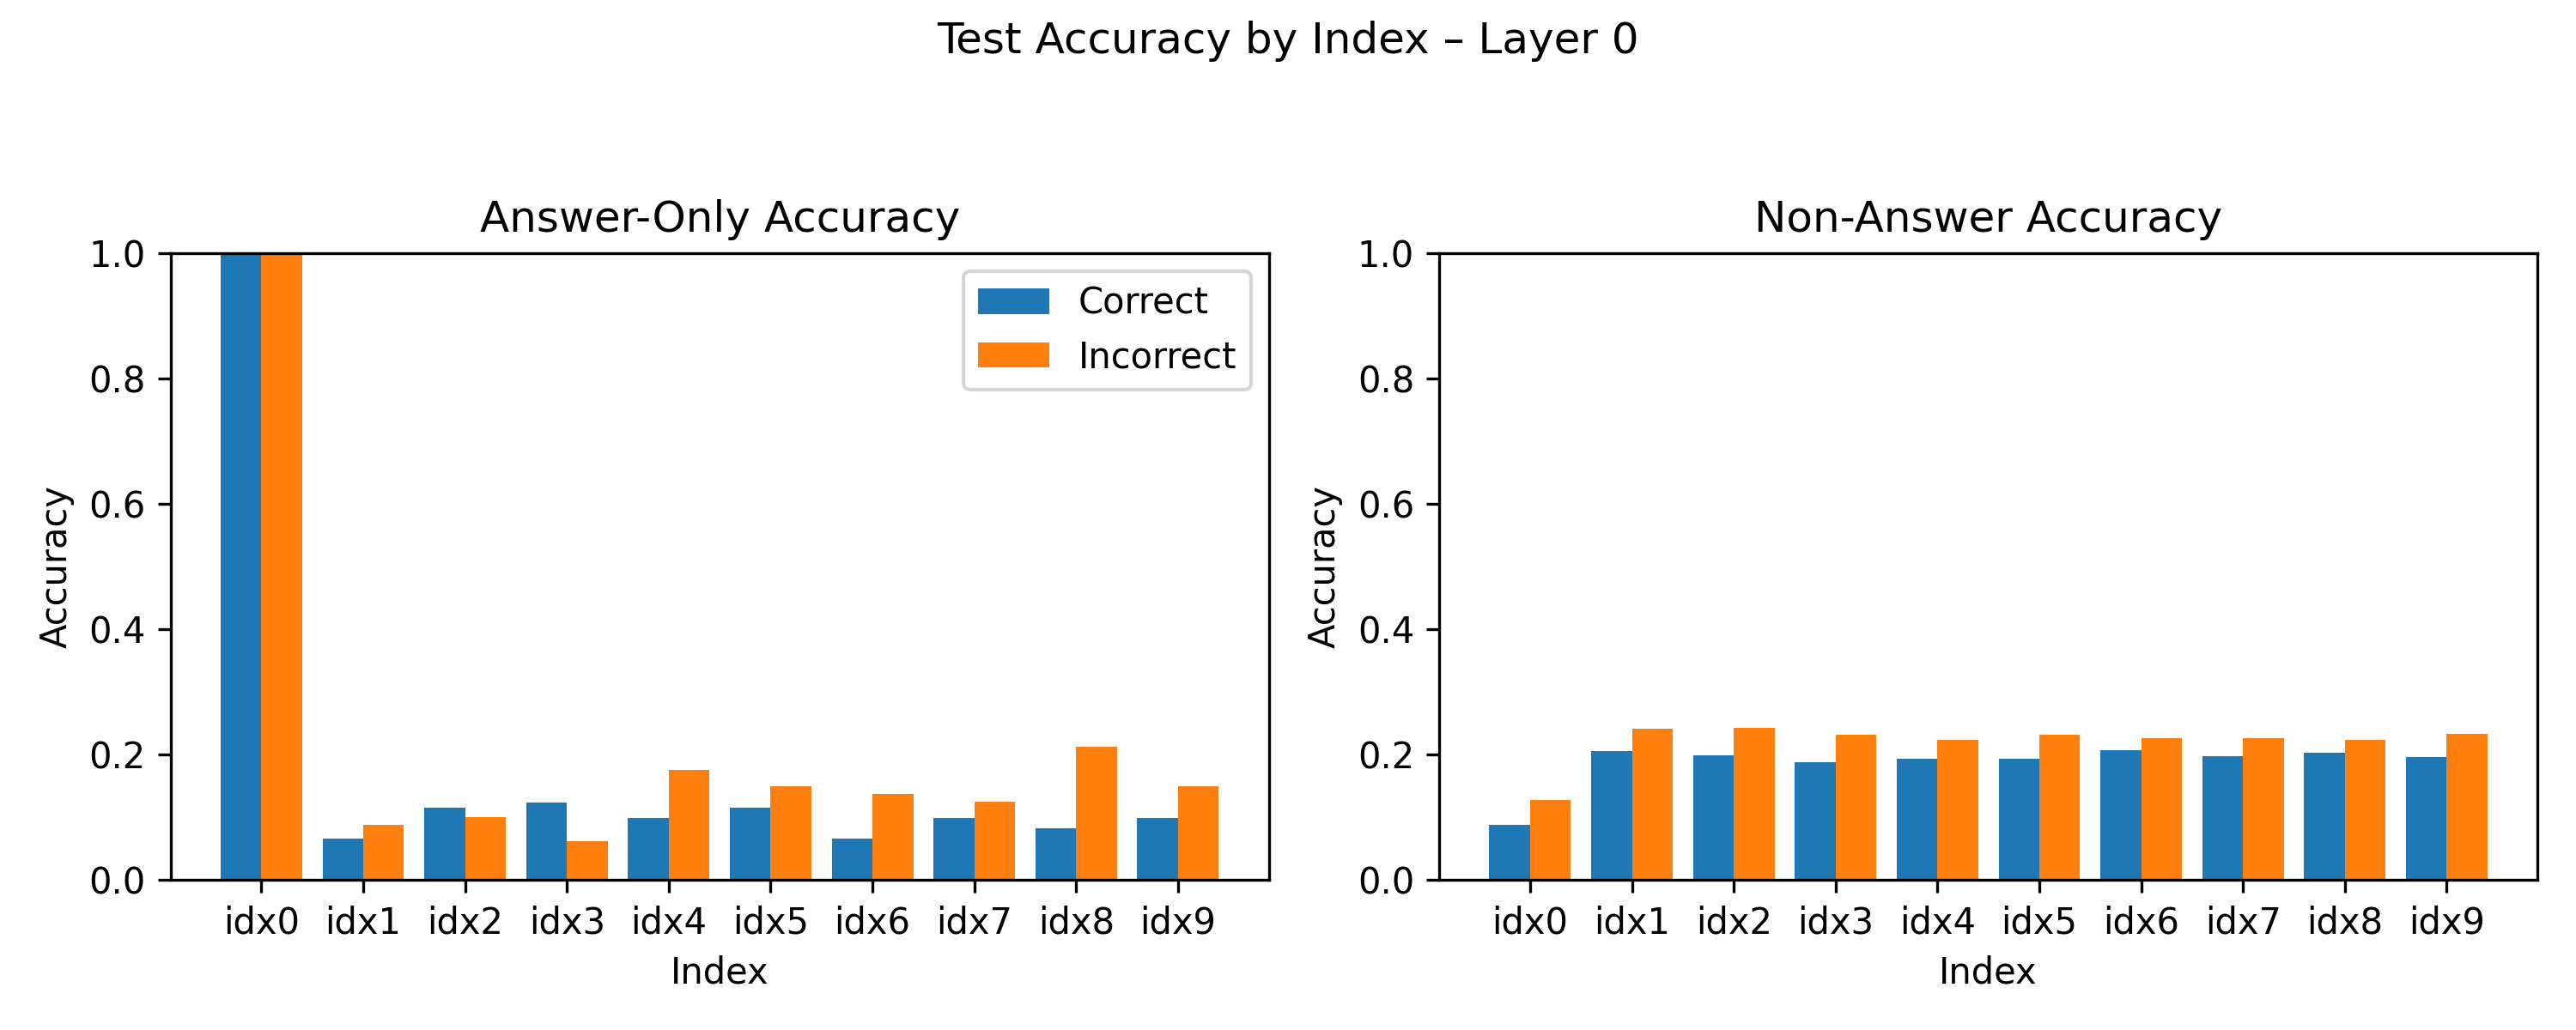 Test Accuracy by Index – Layer 0
Answer-Only Accuracy
1.0
0.8
0.6
0.4
0.2
0.0
Accuracy
Correct
Incorrect
idx0 idx1 idx2 idx3 idx4 idx5 idx6 idx7 idx8 idx9
Index
Non-Answer Accuracy
1.0
0.8
0.6
0.4
0.2
0.0
Accuracy
idx0 idx1 idx2 idx3 idx4 idx5 idx6 idx7 idx8 idx9
Index